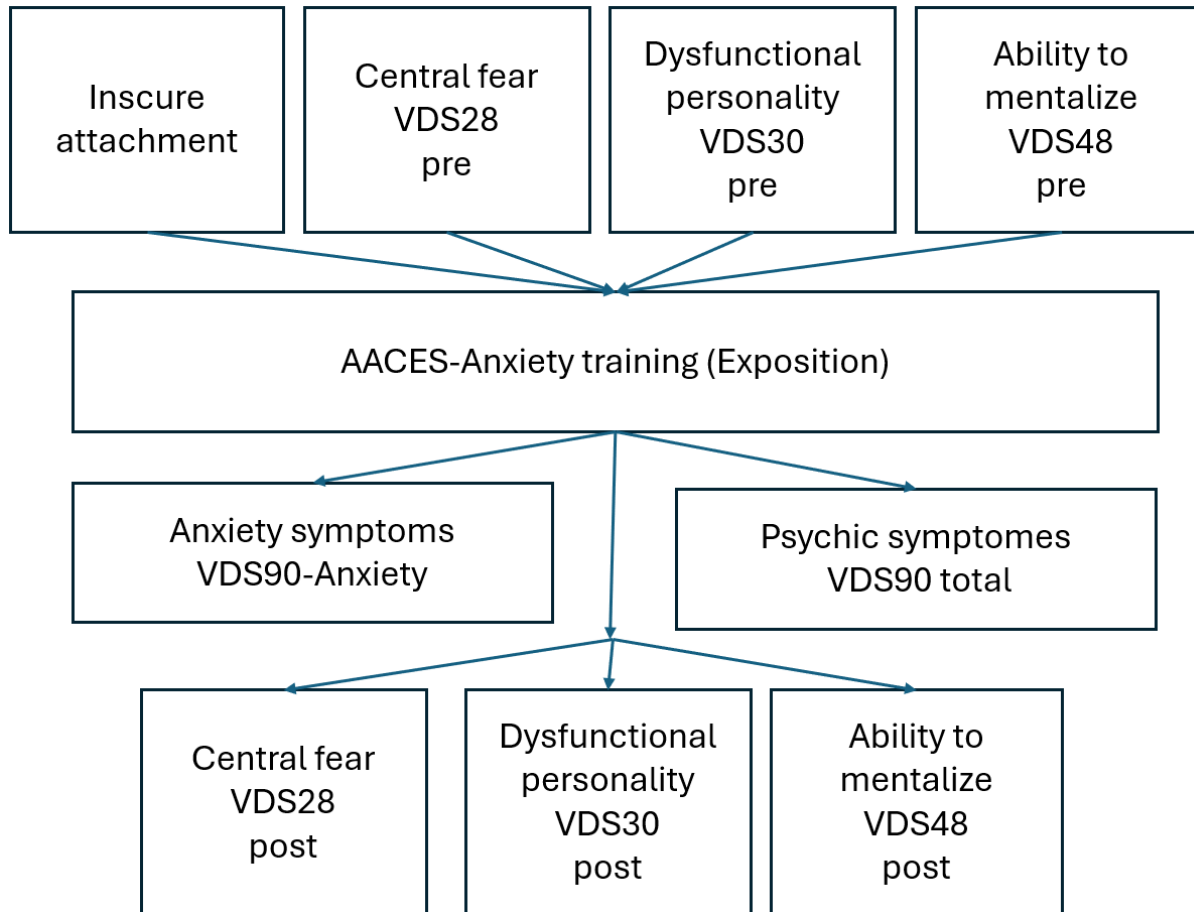 Inscure
attachment
Central fear
VDS28
pre
Dysfunctional
personality
VDS30
pre
Ability to
mentalize
VDS48
pre
AACES-Anxiety training (Exposition)
Anxiety symptoms
VDS90-Anxiety
Psychic symptomes
VDS90 total
Central fear
VDS28
post
Dysfunctional
personality
VDS30
post
Ability to
mentalize
VDS48
post